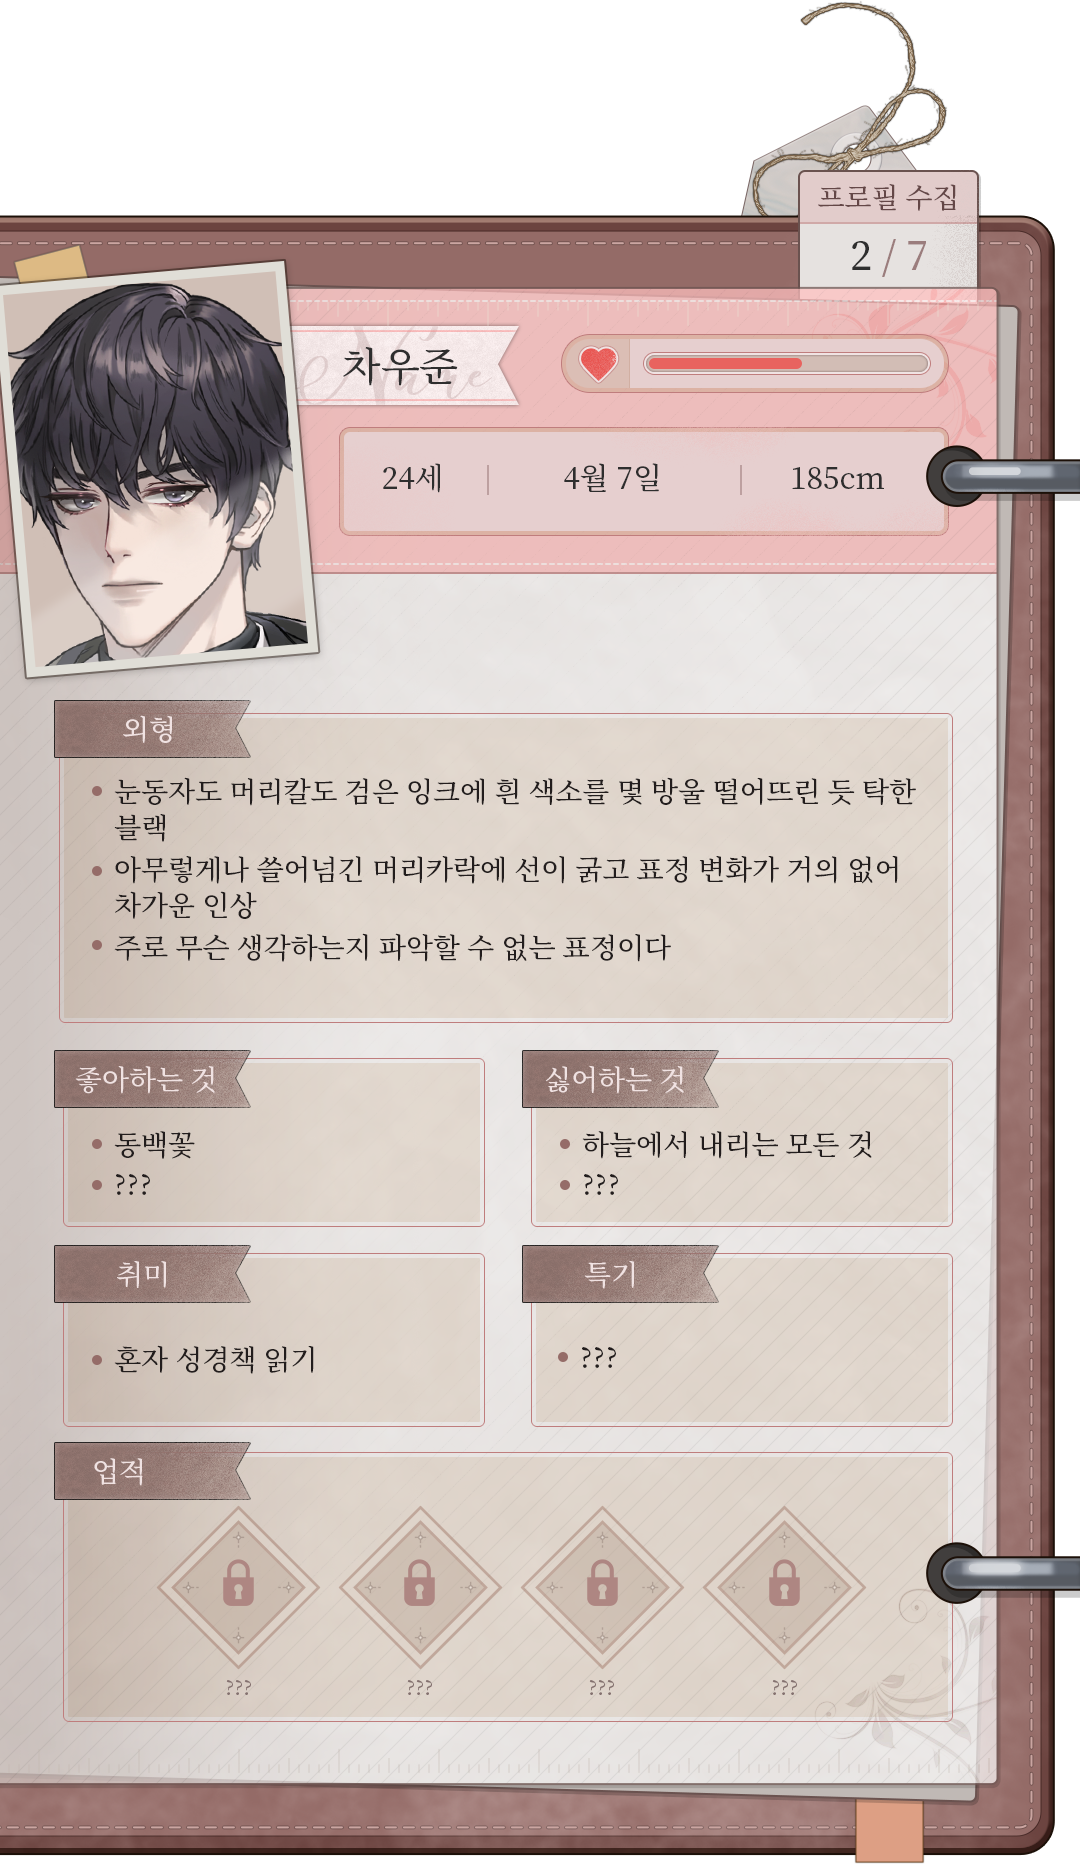 프로필 수집
2 / 7
Name
차우준
24세
4월 7일
185cm
외형
눈동자도 머리칼도 검은 잉크에 흰 색소를 몇 방울 떨어뜨린 듯 탁한
블랙
아무렇게나 쓸어넘긴 머리카락에 선이 굵고 표정 변화가 거의 없어
차가운 인상
주로 무슨 생각하는지 파악할 수 없는 표정이다
좋아하는 것
동백꽃
???
싫어하는 것
하늘에서 내리는 모든 것
???
취미
혼자 성경책 읽기
특기
???
업적
???
???
???
???